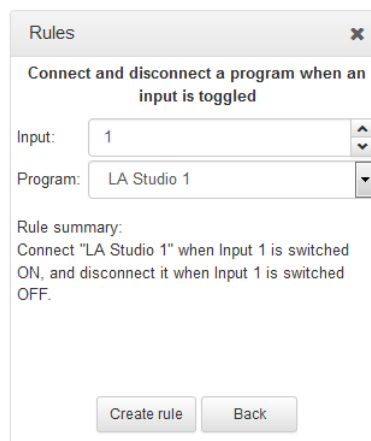 Rules
Connect and disconnect a program when an
input is toggled
Input: 1
Program: LA Studio 1
Rule summary:
Connect "LA Studio 1" when Input 1 is switched
ON, and disconnect it when Input 1 is switched
OFF.
Create rule Back